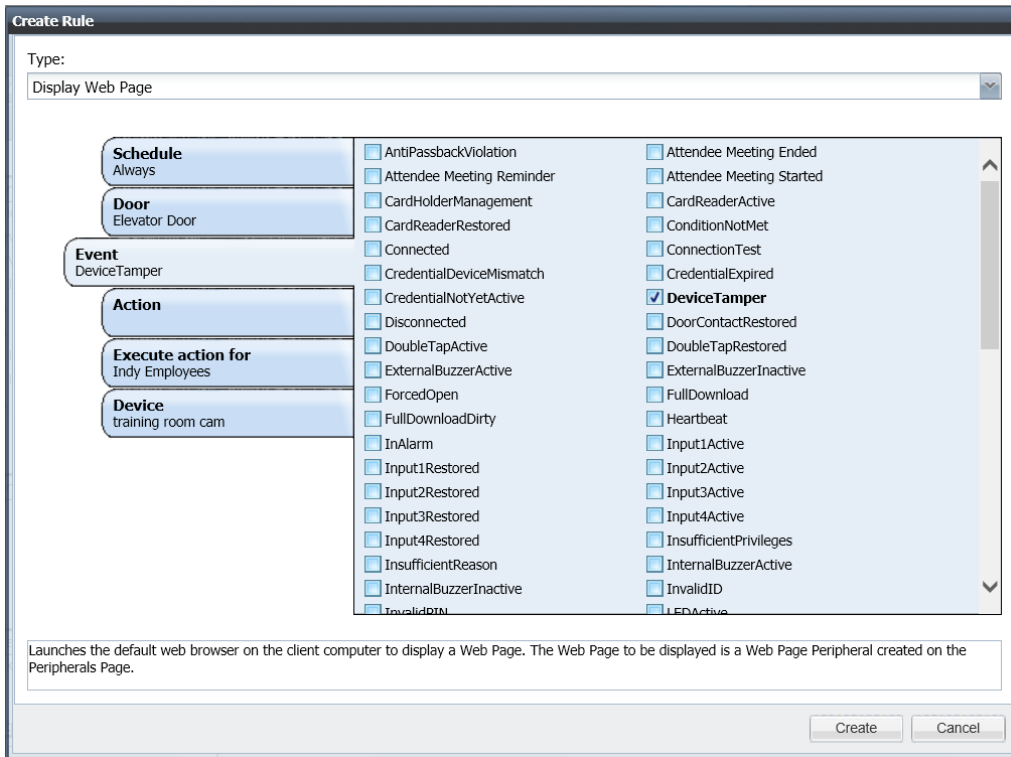 Create Rule
Type:
Display Web Page
Schedule
Always
Door
Elevator Door
Event
DeviceTamper
Action
Execute action for
Indy Employees
Device
training room cam
AntiPassbackViolation Attendee Meeting Ended
Attendee Meeting Reminder Attendee Meeting Started
CardHolderManagement CardReaderActive
CardReaderRestored ConditionNotMet
Connected ConnectionTest
CredentialDeviceMismatch CredentialExpired
CredentialNotYetActive DeviceTamper
Disconnected DoorContactRestored
DoubleTapActive DoubleTapRestored
ExternalBuzzerActive ExternalBuzzerInactive
ForcedOpen FullDownload
FullDownloadDirty Heartbeat
InAlarm Input1Active
Input1Restored Input2Active
Input2Restored Input3Active
Input3Restored Input4Active
Input4Restored InsufficientPrivileges
InsufficientReason InternalBuzzerActive
InternalBuzzerInactive InvalidID
InvalidPIN LEDActive
Launches the default web browser on the client computer to display a Web Page. The Web Page to be displayed is a Web Page Peripheral created on the
Peripherals Page.
Create Cancel